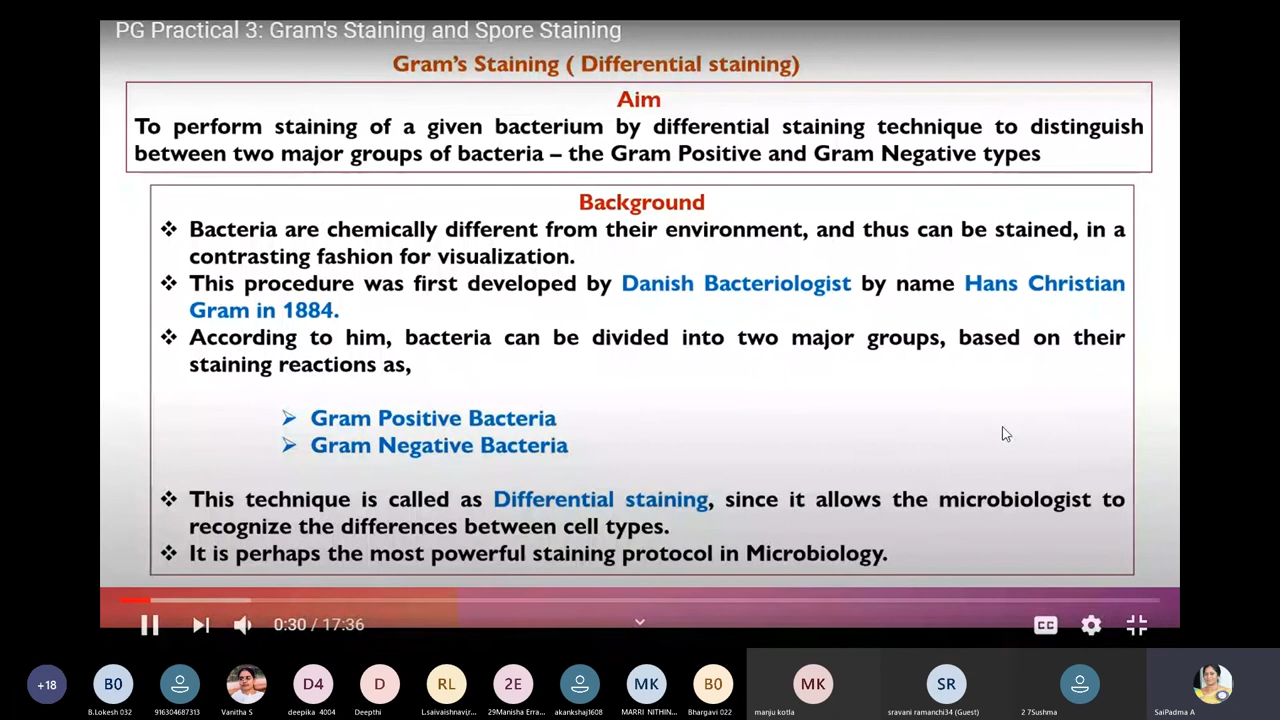 PG Practical 3: Gram's Staining and Spore Staining
Gram's Staining ( Differential staining)
Aim
To perform staining of a given bacterium by differential staining technique to distinguish
between two major groups of bacteria – the Gram Positive and Gram Negative types
Background
❖ Bacteria are chemically different from their environment, and thus can be stained, in a
contrasting fashion for visualization.
❖ This procedure was first developed by Danish Bacteriologist by name Hans Christian
Gram in 1884.
❖ According to him, bacteria can be divided into two major groups, based on their
staining reactions as,
➢ Gram Positive Bacteria
➢ Gram Negative Bacteria
❖ This technique is called as Differential staining, since it allows the microbiologist to
recognize the differences between cell types.
❖ It is perhaps the most powerful staining protocol in Microbiology.
0:30 / 17:36
CC
+18 B0 D4 D RL 2E MK B0 MK SR
B.Lokesh 032 916304687313 Vanitha S deepika 4004 Deepthi L.saivaishnavi,r... 29Manisha Erra... akankshaj1608 MARRI NITHIN... Bhargavi 022 manju kotla sravani ramanchi34 (Guest) 2 7Sushma SaiPadma A